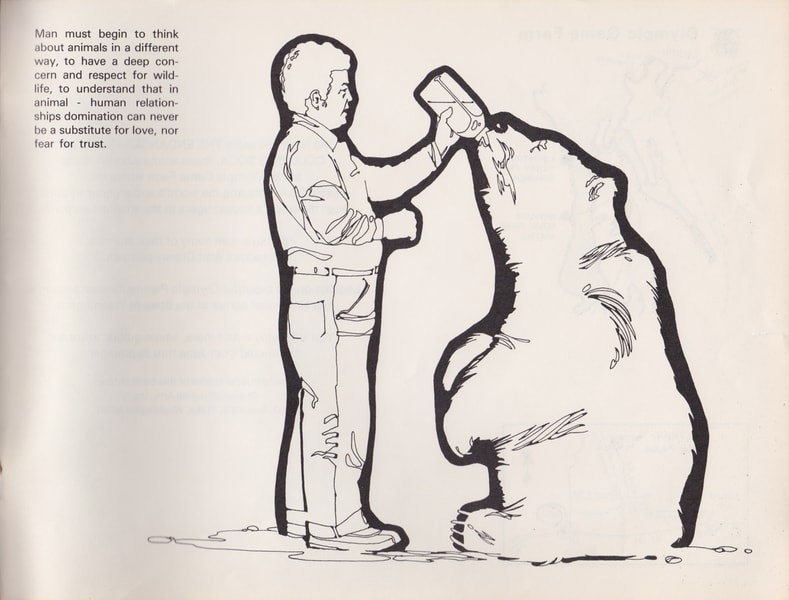 Man must begin to think
about animals in a different
way, to have a deep con-
cern and respect for wild-
life, to understand that in
animal - human relation-
ships domination can never
be a substitute for love, nor
fear for trust.